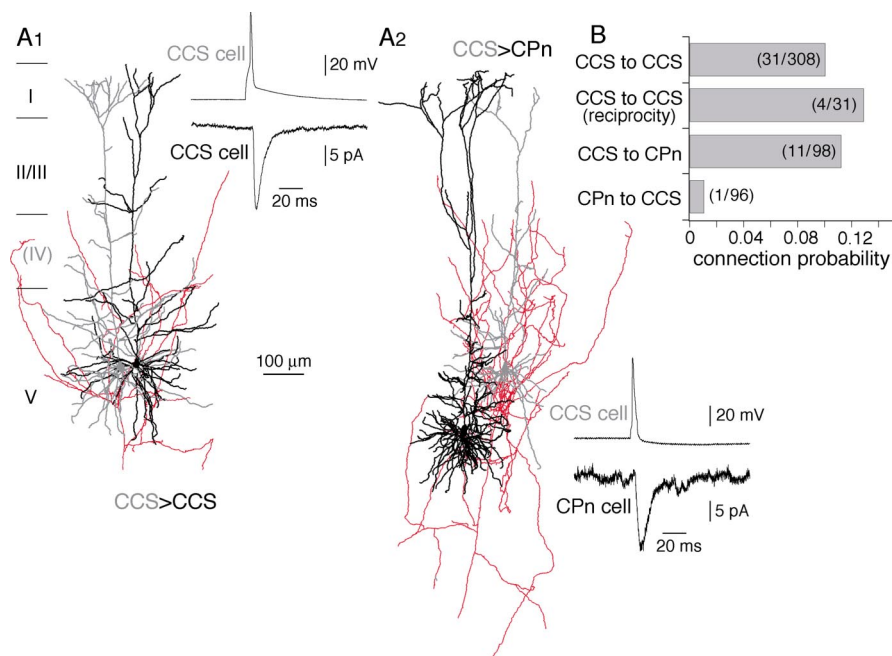 A1
CCS cell
20 mV
CCS cell
5 pA
20 ms
I
II/III
(IV)
V
100 μm
CCS>CCS
A2
CCS>CPn
CCS cell
20 mV
CPn cell
5 pA
20 ms
B
CCS to CCS
(31/308)
CCS to CCS
(reciprocity)
(4/31)
CCS to CPn
(11/98)
CPn to CCS
(1/96)
0 0.04 0.08 0.12
connection probability